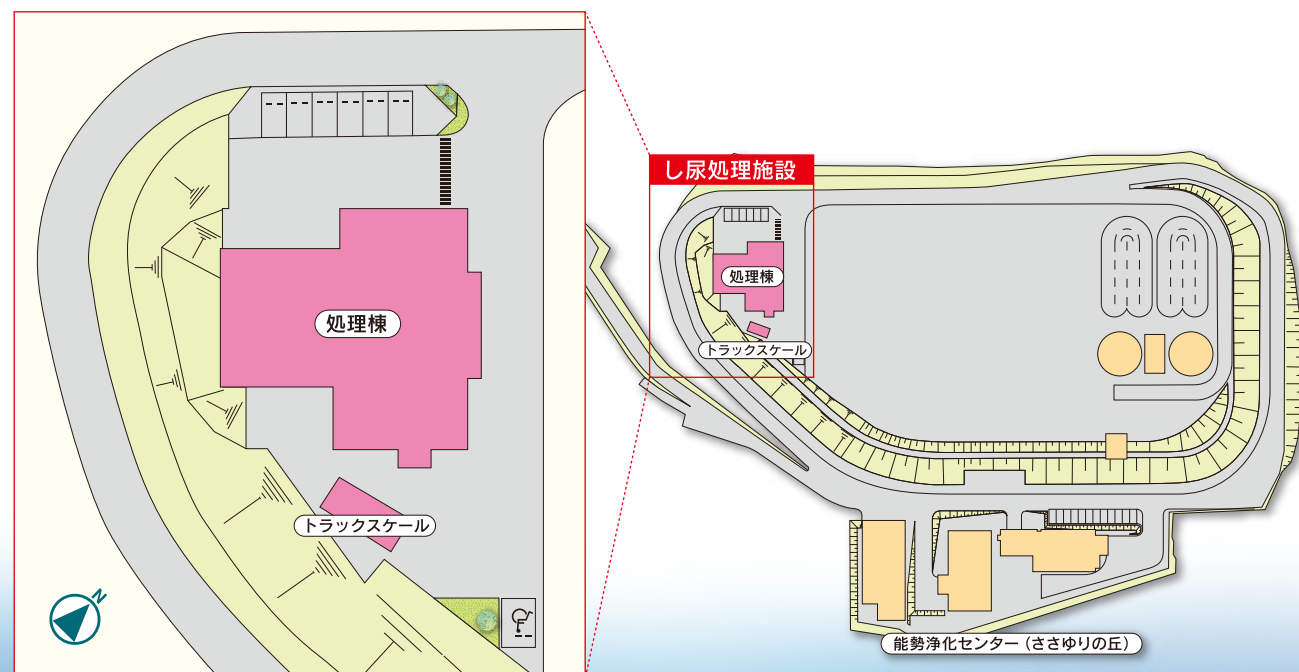 し尿処理施設
処理棟
トラックスケール
N
処理棟
トラックスケール
能勢浄化センター（ささゆりの丘）